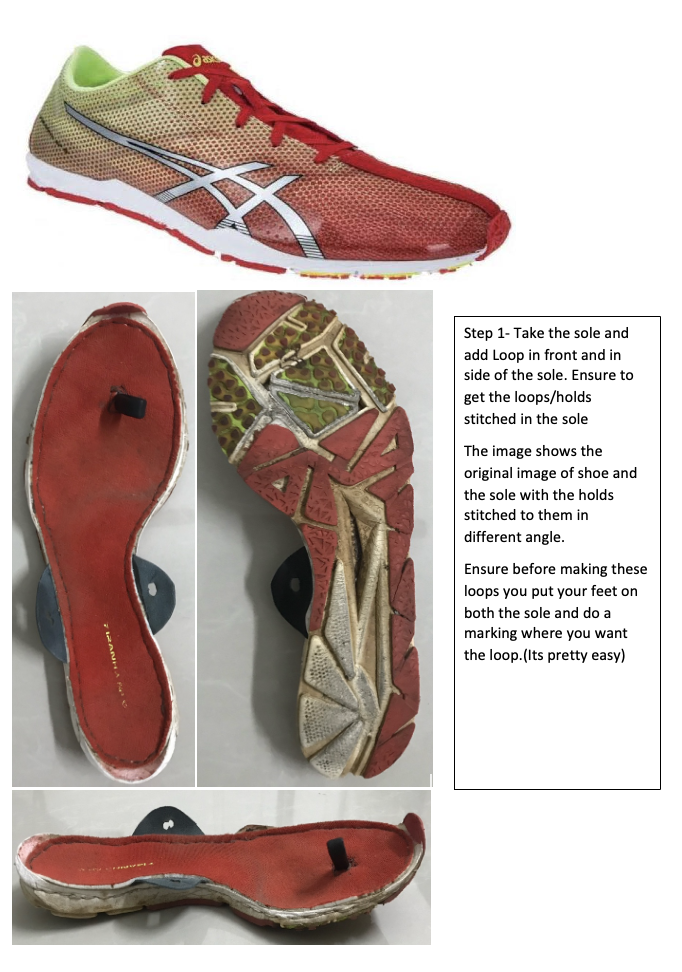 asics
Step 1- Take the sole and
add Loop in front and in
side of the sole. Ensure to
get the loops/holds
stitched in the sole
The image shows the
original image of shoe and
the sole with the holds
stitched to them in
different angle.
Ensure before making these
loops you put your feet on
both the sole and do a
marking where you want
the loop.(Its pretty easy)